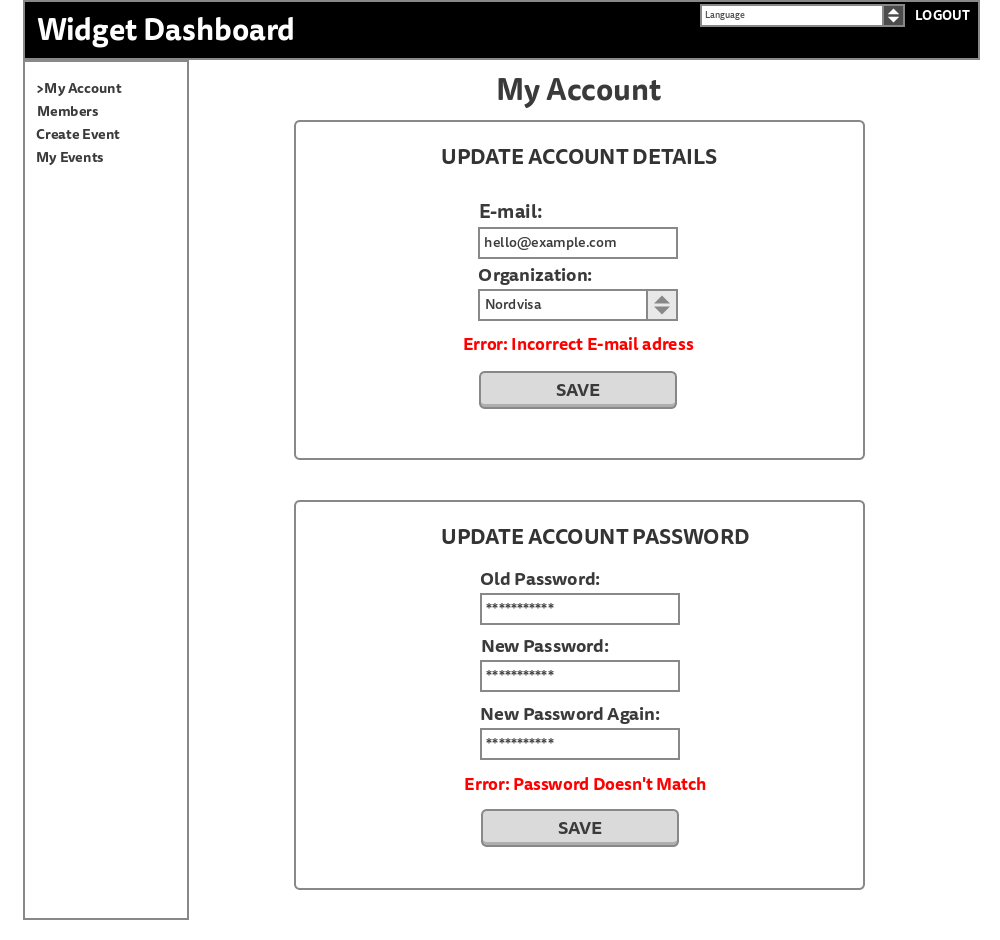 Widget Dashboard
Language
LOGOUT
>My Account
Members
Create Event
My Events
My Account
UPDATE ACCOUNT DETAILS
E-mail:
hello@example.com
Organization:
Nordvisa
Error: Incorrect E-mail adress
SAVE
UPDATE ACCOUNT PASSWORD
Old Password:
***********
New Password:
***********
New Password Again:
***********
Error: Password Doesn't Match
SAVE